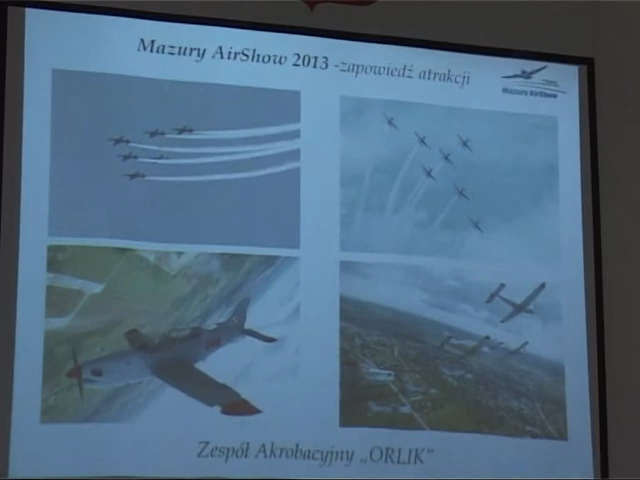 Mazury AirShow 2013 -zapowiedź atrakcji
Mazury AirShow
Zespół Akrobacyjny „ORLIK"